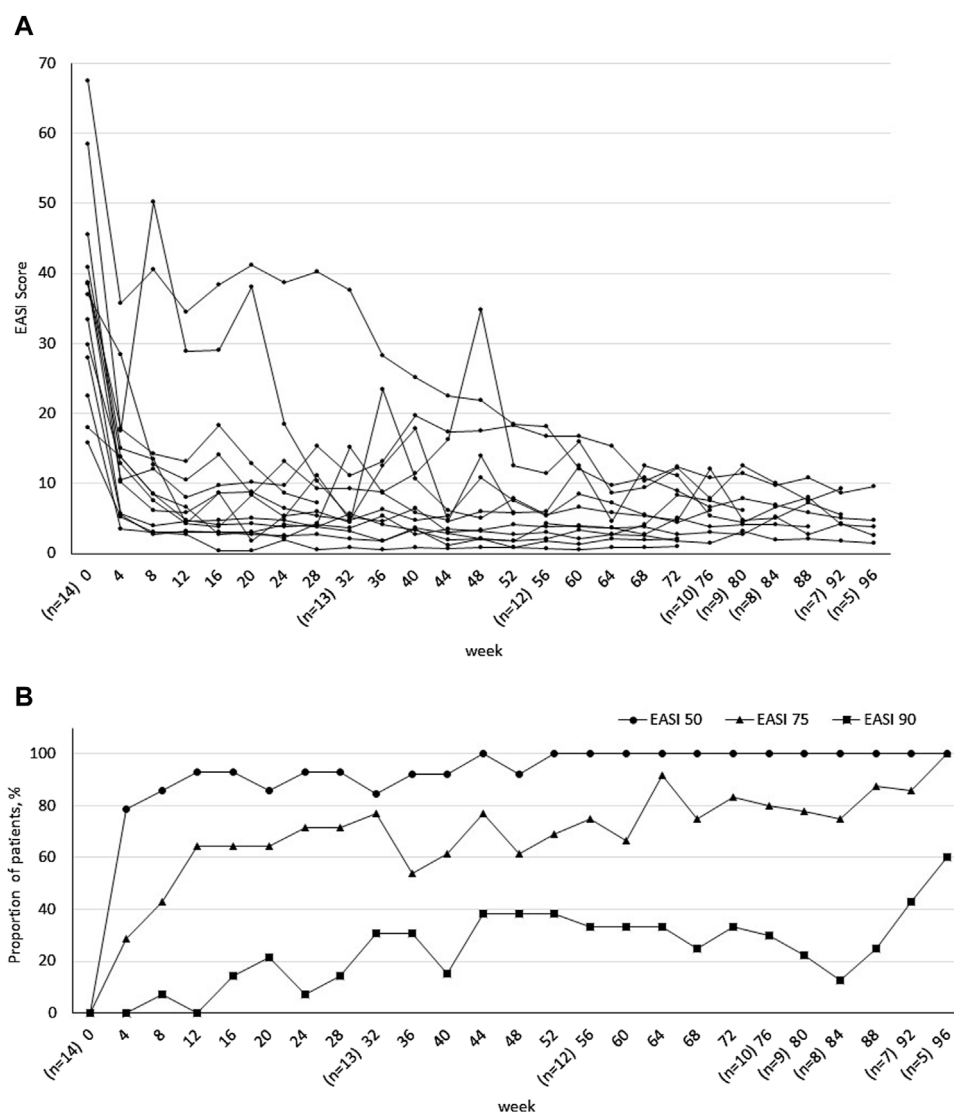 A
70
60
50
40
30
20
10
0
EASI Score
(n=14) 0
4
8
12
16
20
24
28
(n=13) 32
36
40
44
48
52
(n=12) 56
60
64
68
72
(n=10) 76
(n=9) 80
(n=8) 84
88
(n=7) 92
(n=5) 96
week
B
EASI 50 EASI 75 EASI 90
100
80
60
40
20
0
Proportion of patients, %
(n=14) 0
4
8
12
16
20
24
28
(n=13) 32
36
40
44
48
52
(n=12) 56
60
64
68
72
(n=10) 76
(n=9) 80
(n=8) 84
88
(n=7) 92
(n=5) 96
week